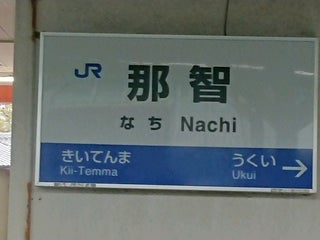 JR 那智
なち Nachi
きいてんま うくい →
Kii-Temma Ukui